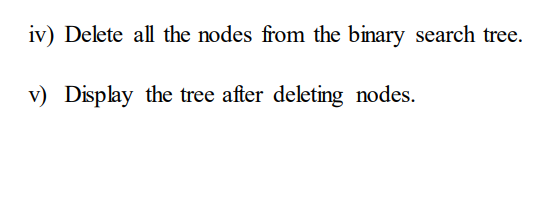 iv) Delete all the nodes from the binary search tree.
v) Display the tree after deleting nodes.